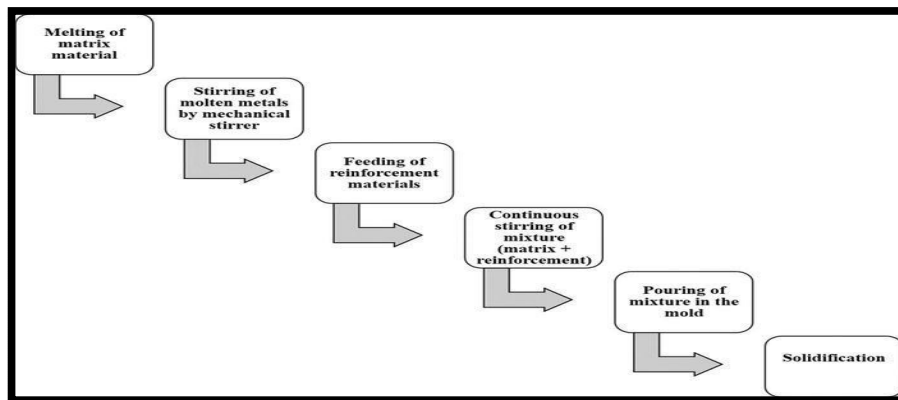 Melting of
matrix
material
Stirring of
molten metals
by mechanical
stirrer
Feeding of
reinforcement
materials
Continuous
stirring of
mixture
(matrix +
reinforcement)
Pouring of
mixture in the
mold
Solidification